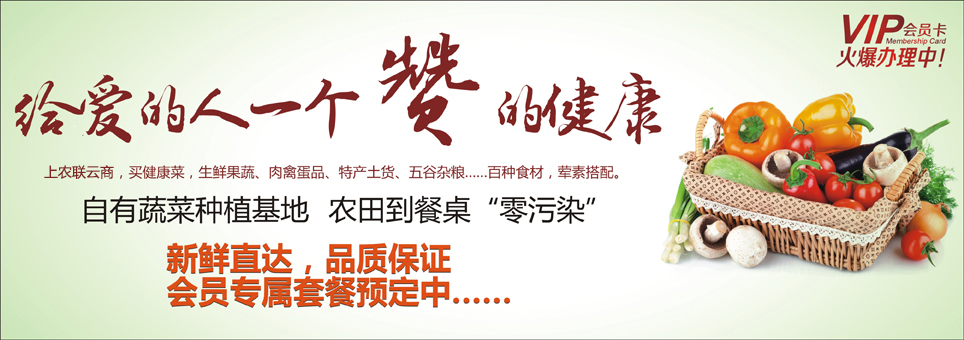 VIP会员卡
Membership Card
火爆办理中！
给爱的人一个赞的健康
上农联云商，买健康菜，生鲜果蔬、肉禽蛋品、特产土货、五谷杂粮......百种食材，荤素搭配。
自有蔬菜种植基地 农田到餐桌“零污染”
新鲜直达，品质保证
会员专属套餐预定中......